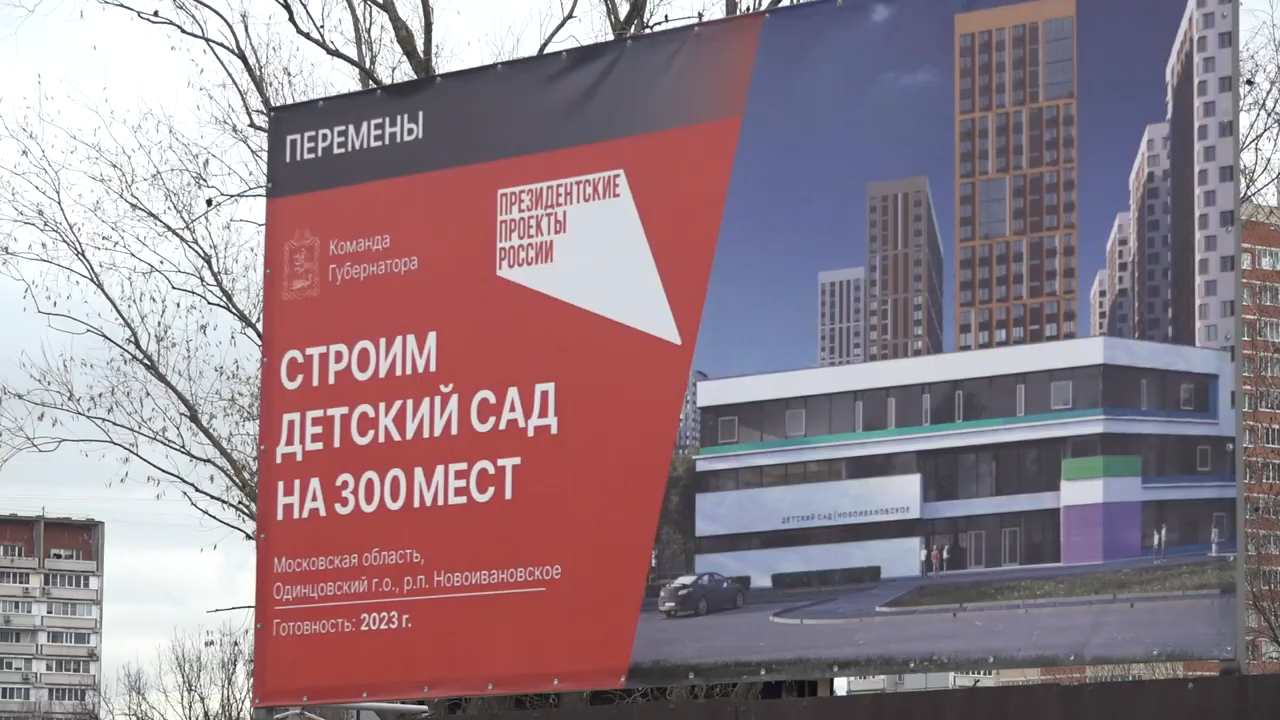 ПЕРЕМЕНЫ
Команда
Губернатора
ПРЕЗИДЕНТСКИЕ
ПРОЕКТЫ
РОССИИ
СТРОИМ
ДЕТСКИЙ САД
НА 300 МЕСТ
Московская область,
Одинцовский г.о., р.п. Новоивановское
Готовность: 2023 г.
ДЕТСКИЙ САД | НОВОИВАНОВСКОЕ